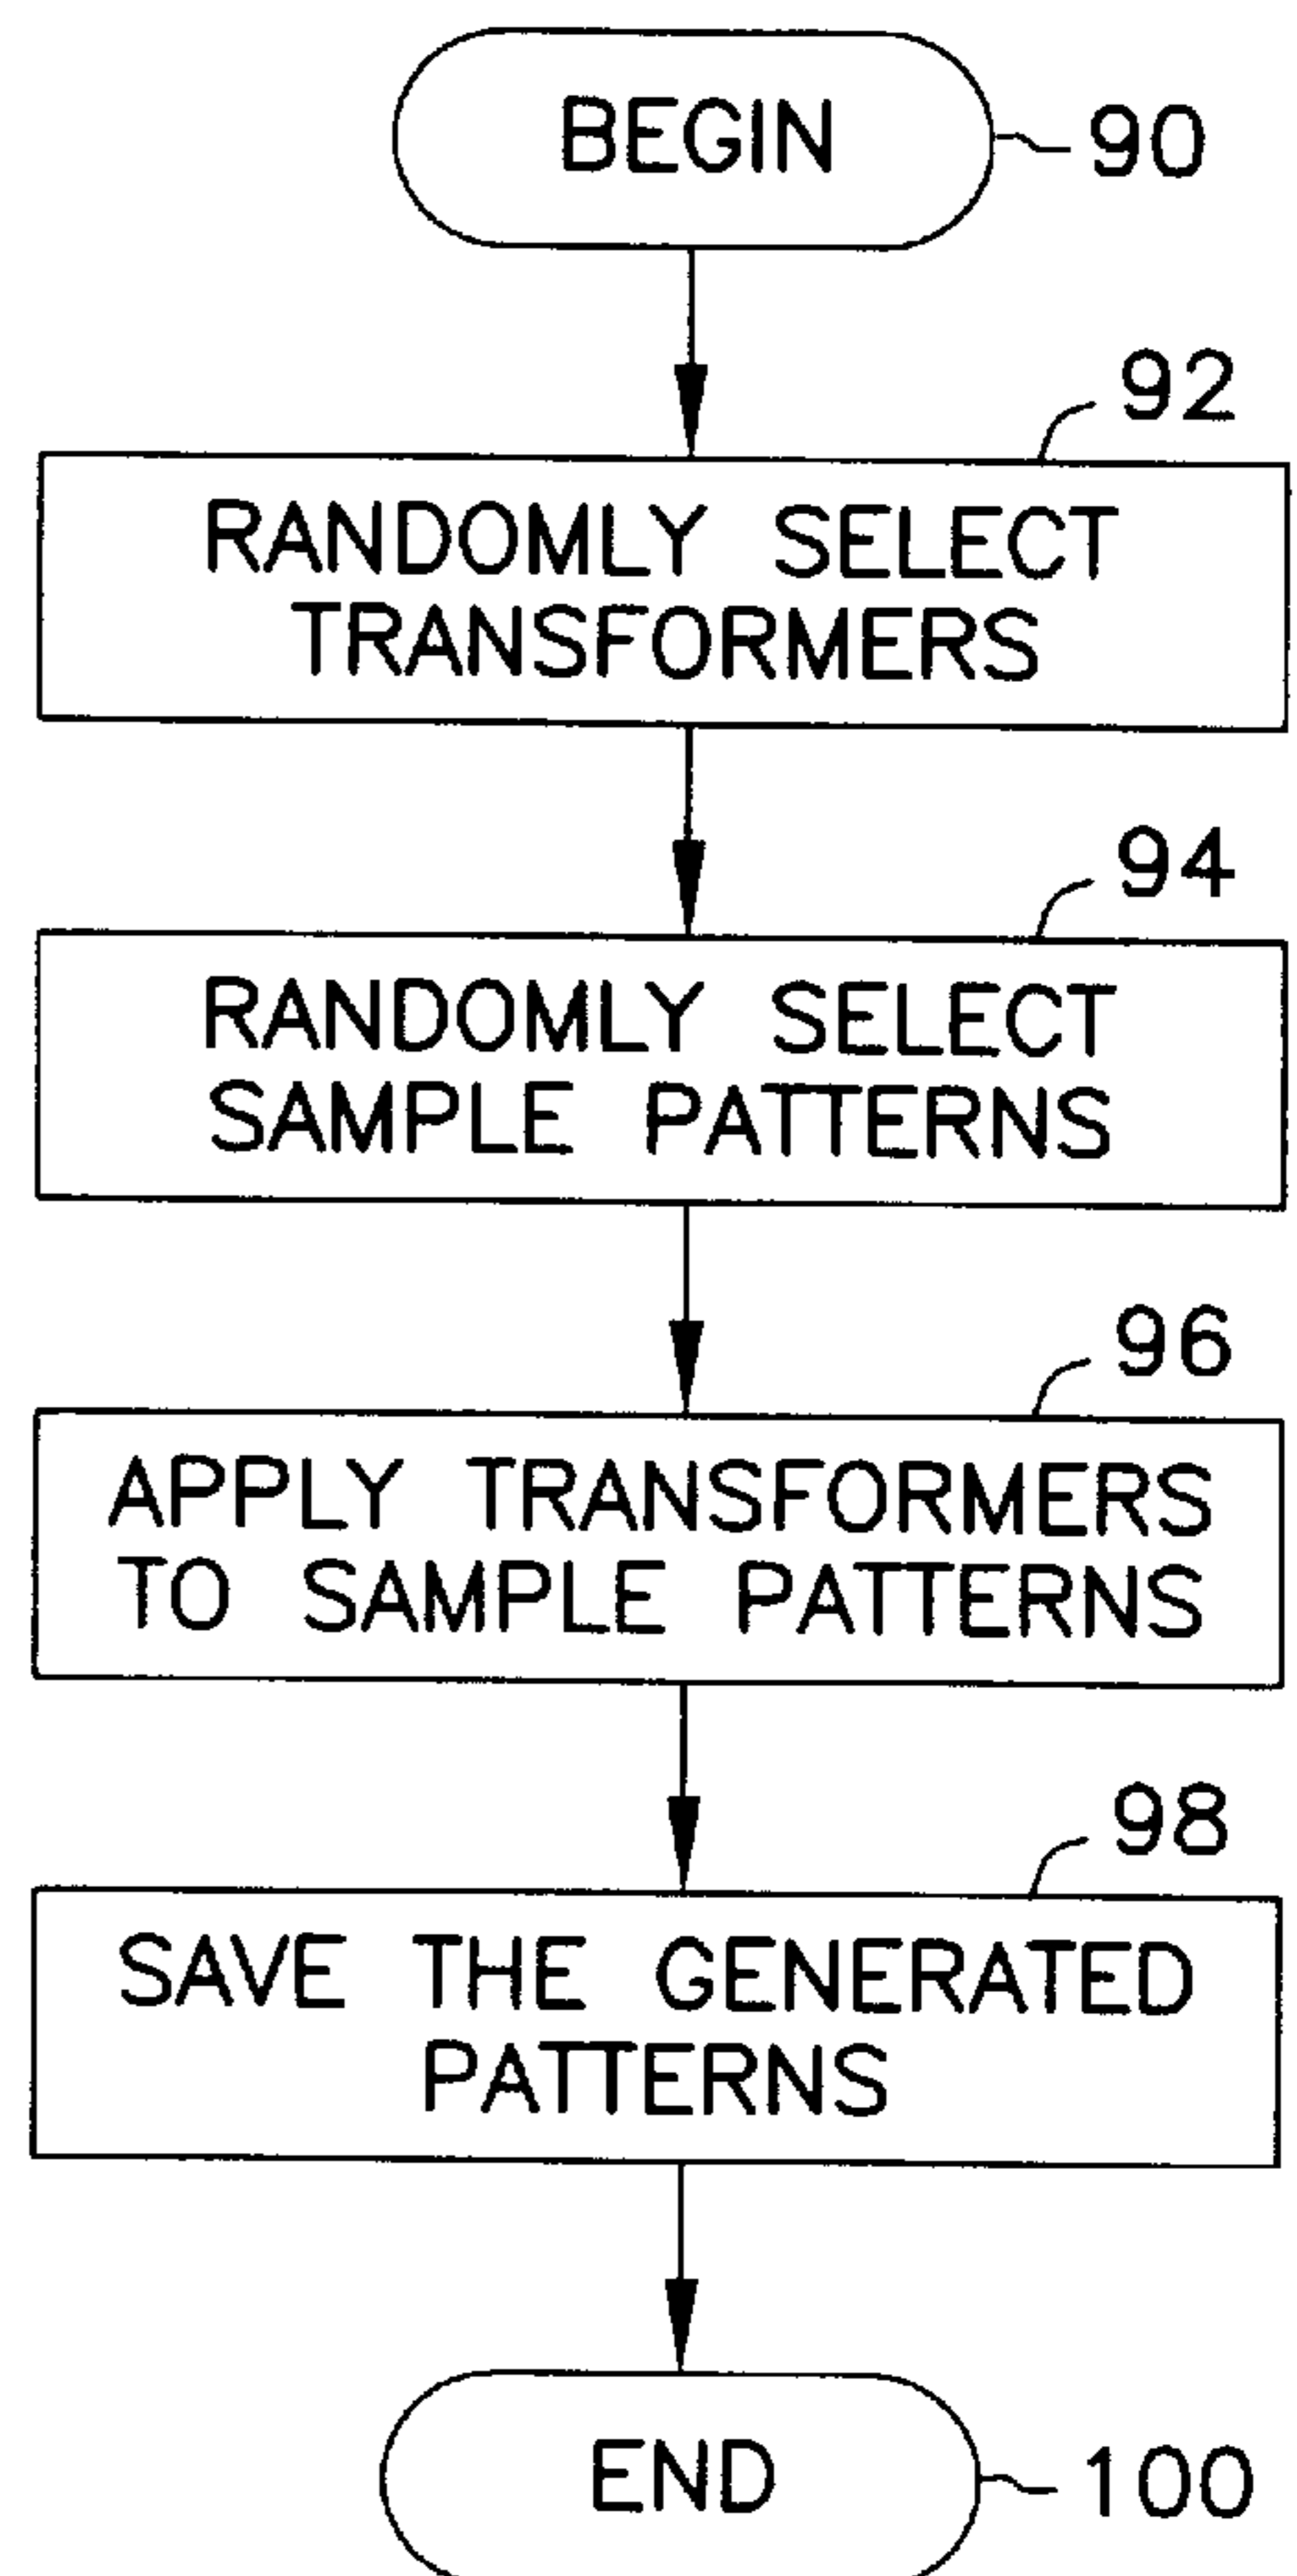 BEGIN
90
92
RANDOMLY SELECT
TRANSFORMERS
94
RANDOMLY SELECT
SAMPLE PATTERNS
96
APPLY TRANSFORMERS
TO SAMPLE PATTERNS
98
SAVE THE GENERATED
PATTERNS
END
100